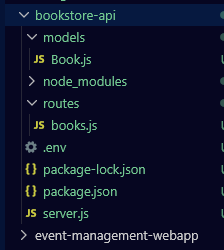 bookstore-api
models
JS Book.js
node_modules
routes
JS books.js
.env
{} package-lock.json
{} package.json
JS server.js
event-management-webapp